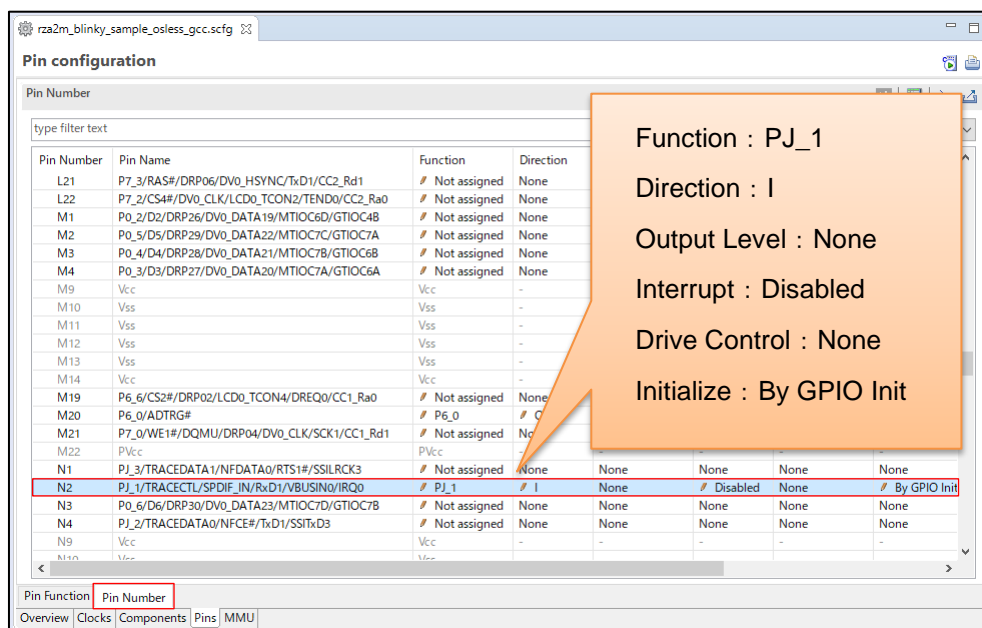 rza2m_blinky_sample_osless_gcc.scfg
Pin configuration
Pin Number
type filter text
Pin Number Pin Name Function Direction
L21 P7_3/RAS#/DRP06/DV0_HSYNC/TxD1/CC2_Rd1 Not assigned None
L22 P7_2/CS4#/DV0_CLK/LCD0_TCON2/TEND0/CC2_Ra0 Not assigned None
M1 P0_2/D2/DRP26/DV0_DATA19/MTIOC6D/GTIOC4B Not assigned None
M2 P0_5/D5/DRP29/DV0_DATA22/MTIOC7C/GTIOC7A Not assigned None
M3 P0_4/D4/DRP28/DV0_DATA21/MTIOC7B/GTIOC6B Not assigned None
M4 P0_3/D3/DRP27/DV0_DATA20/MTIOC7A/GTIOC6A Not assigned None
M9 Vcc Vcc -
M10 Vss Vss -
M11 Vss Vss -
M12 Vss Vss -
M13 Vss Vss -
M14 Vcc Vcc -
M19 P6_6/CS2#/DRP02/LCD0_TCON4/DREQ0/CC1_Ra0 Not assigned None
M20 P6_0/ADTRG# P6_0
M21 P7_0/WE1#/DQMU/DRP04/DV0_CLK/SCK1/CC1_Rd1 Not assigned
M22 PVcc PVcc - - - - -
N1 PJ_3/TRACEDATA1/NFDATA0/RTS1#/SSILRCK3 Not assigned None None None None None
N2 PJ_1/TRACECTL/SPDIF_IN/RxD1/VBUSIN0/IRQ0 PJ_1 I None Disabled None By GPIO Init
N3 P0_6/D6/DRP30/DV0_DATA23/MTIOC7D/GTIOC7B Not assigned None None None None None
N4 PJ_2/TRACEDATA0/NFCE#/TxD1/SSITxD3 Not assigned None None None None None
N9 Vcc Vcc - - - - -
N10 Vss Vss
Function：PJ_1
Direction：I
Output Level：None
Interrupt：Disabled
Drive Control：None
Initialize：By GPIO Init
Pin Function Pin Number
Overview Clocks Components Pins MMU